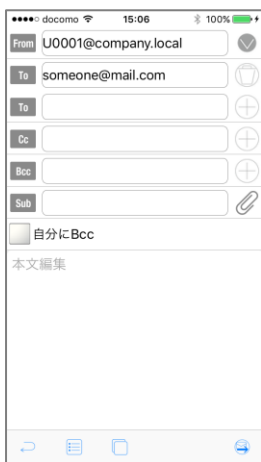 docomo 15:06 100%
From U0001@company.local
To someone@mail.com
To
Cc
Bcc
Sub
自分にBcc
本文編集